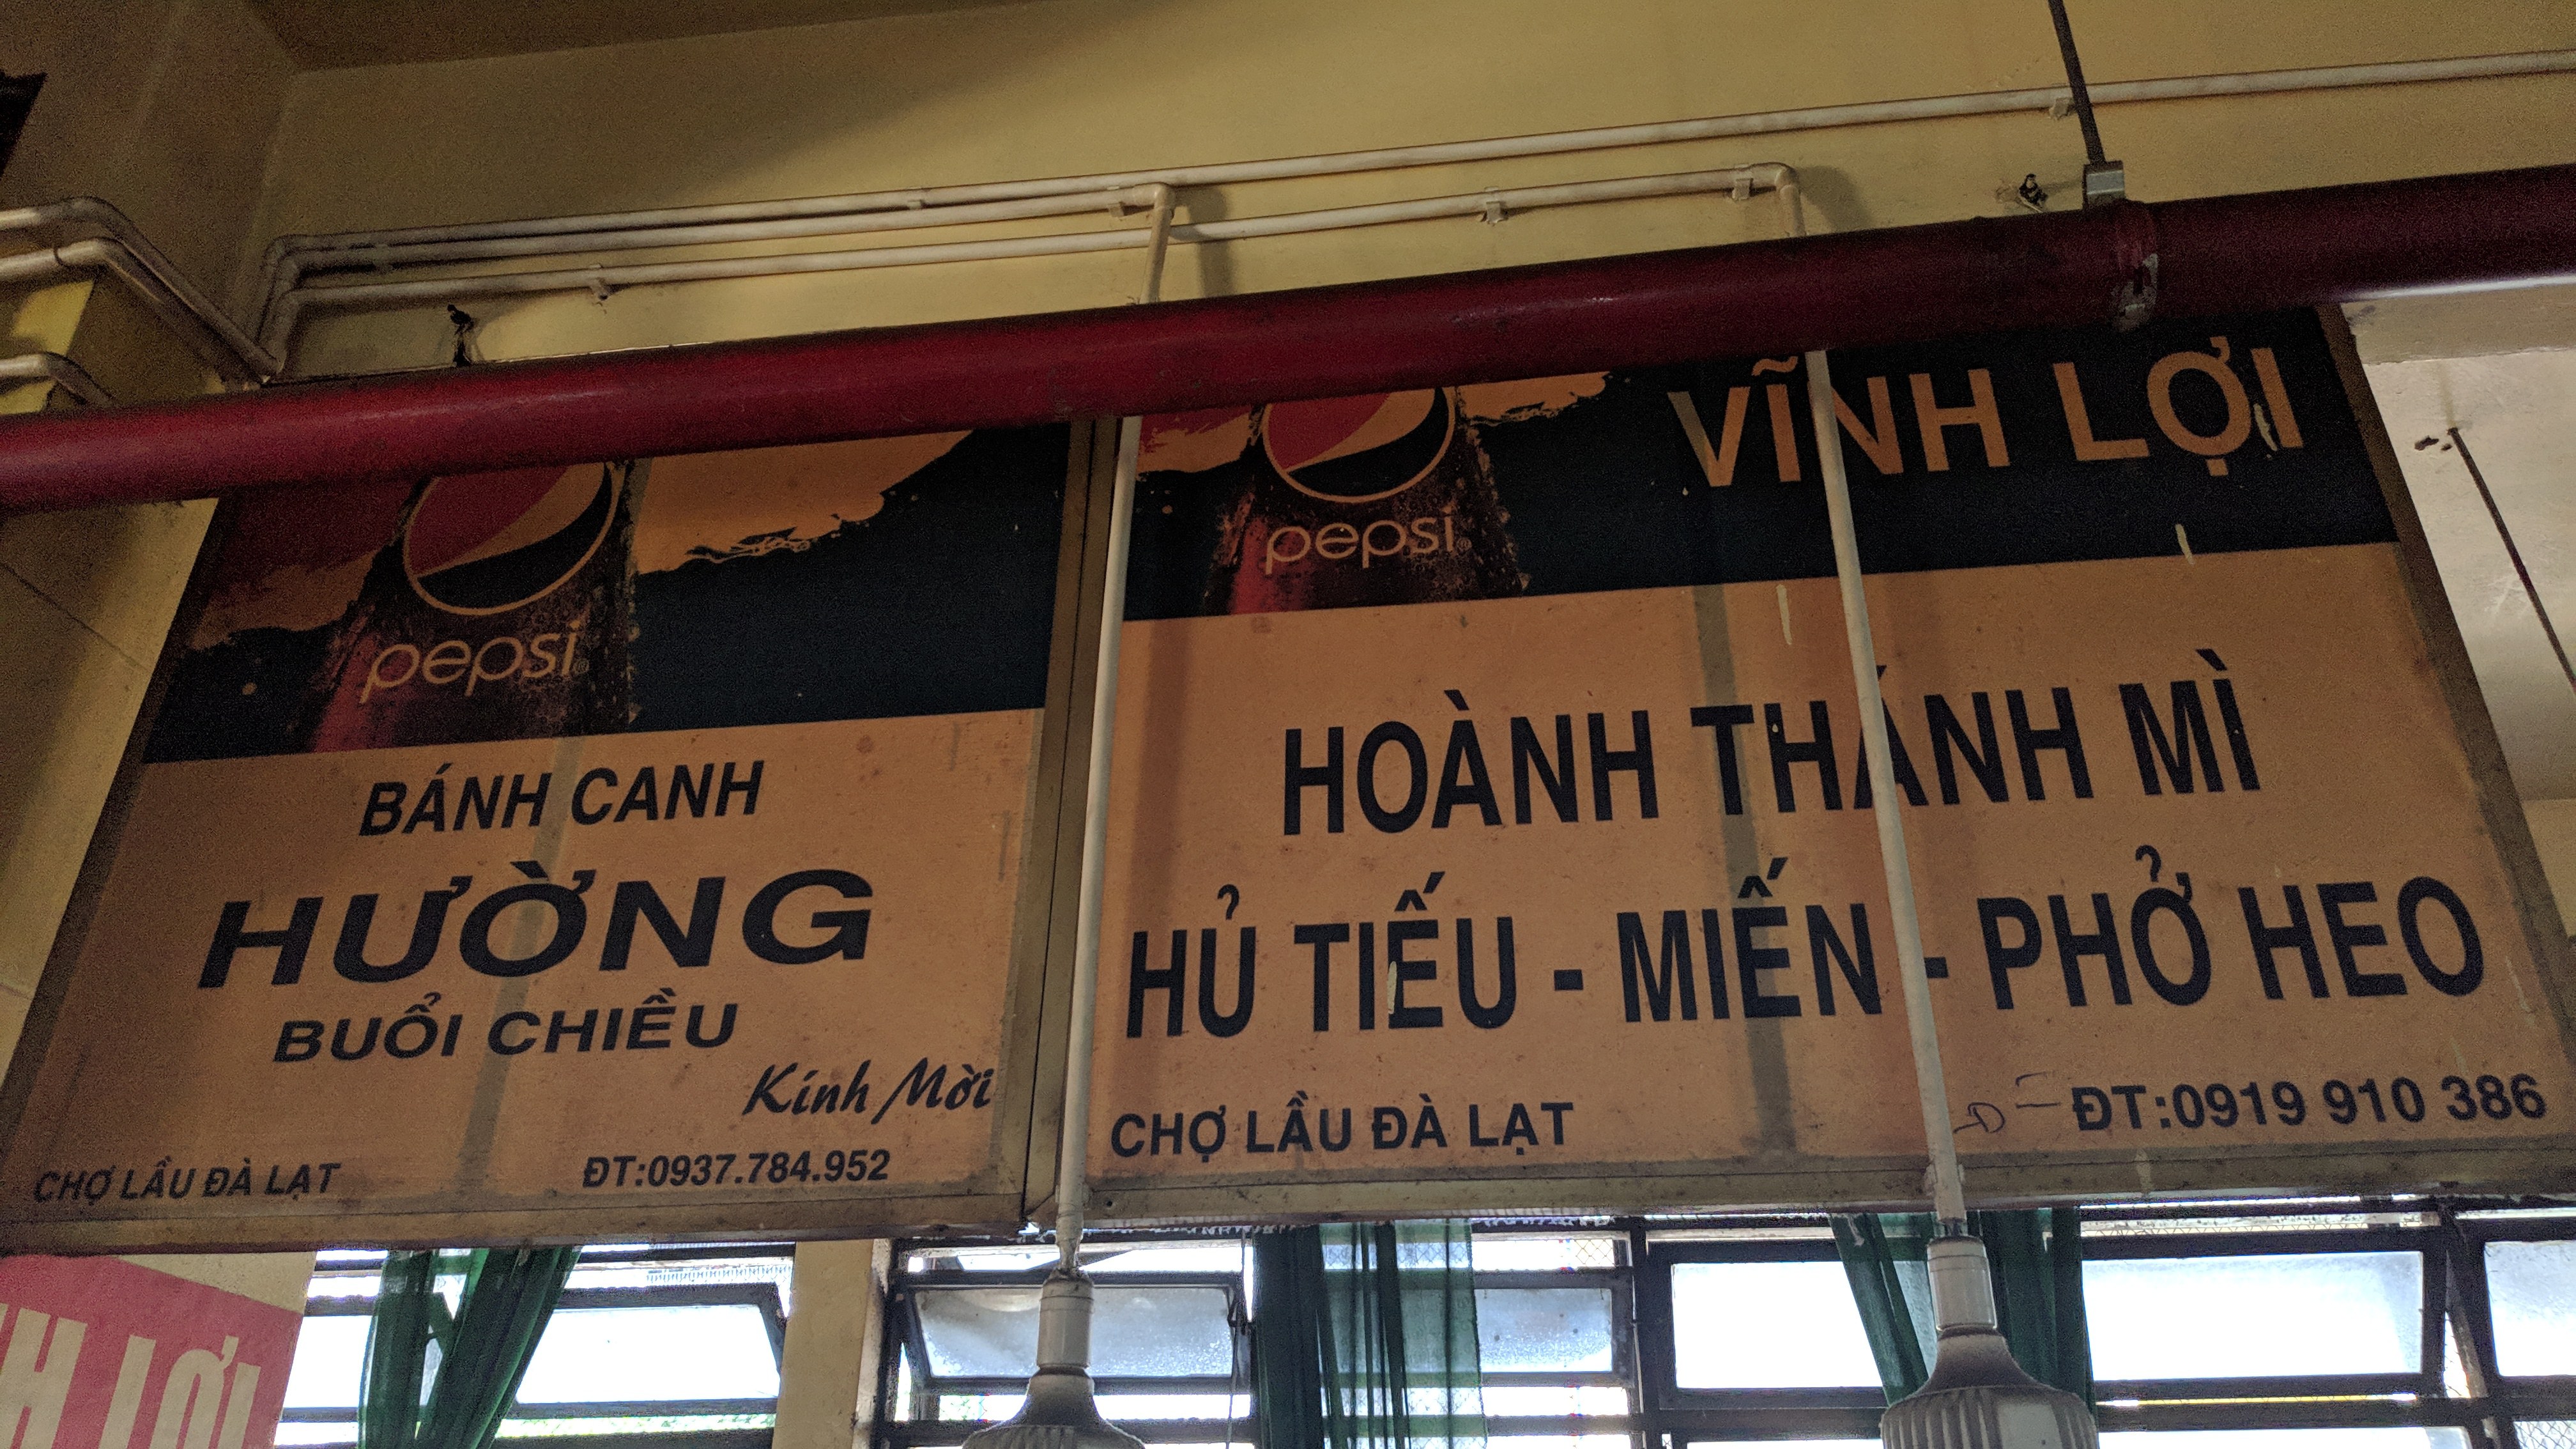 pepsi
BÁNH CANH
HƯỜNG
BUỔI CHIỀU
Kính Mời
CHỢ LẦU ĐÀ LẠT
ĐT:0937.784.952
pepsi
VĨNH LỢI
HOÀNH THÁNH MÌ
HỦ TIẾU - MIẾN - PHỞ HEO
CHỢ LẦU ĐÀ LẠT
ĐT:0919 910 386
H LỢI